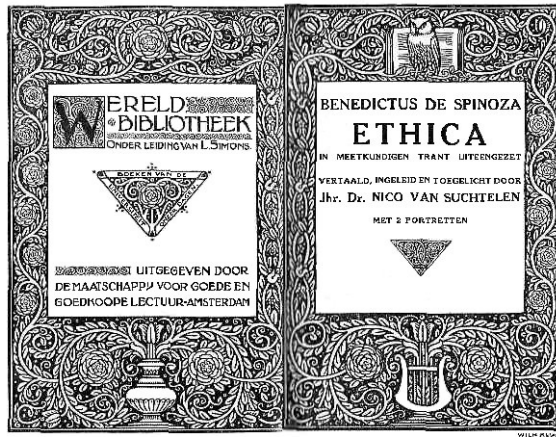 WERELD
BIBLIOTHEEK
ONDER LEIDING VAN L. SIMONS.
BOEKEN VAN DE
UITGEGEVEN DOOR
DE MAATSCHAPPIJ VOOR GOEDE EN
GOEDKOOPE LECTUUR-AMSTERDAM
BENEDICTUS DE SPINOZA
ETHICA
IN MEETKUNDIGEN TRANT UITEENGEZET
VERTAALD, INGELEID EN TOEGELICHT DOOR
Jhr. Dr. NICO VAN SUCHTELEN
MET 2 PORTRETTEN